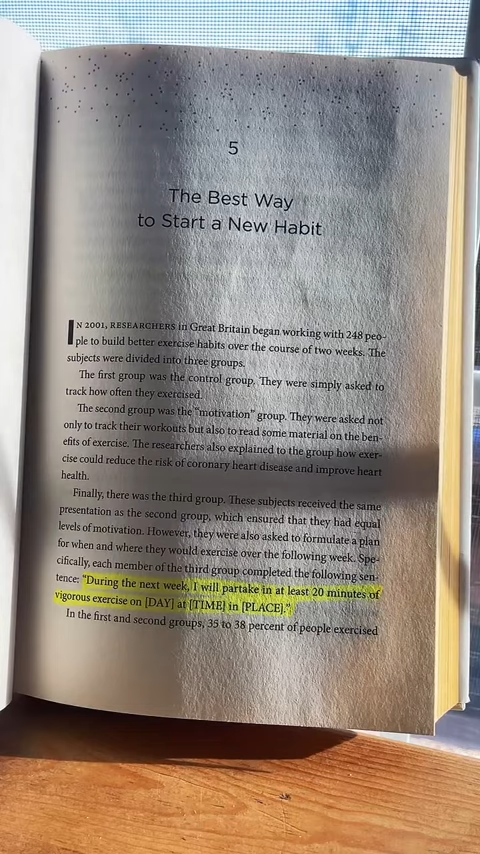 5
The Best Way
to Start a New Habit
IN 2001, RESEARCHERS in Great Britain began working with 248 peo-
ple to build better exercise habits over the course of two weeks. The
subjects were divided into three groups.
The first group was the control group. They were simply asked to
track how often they exercised.
The second group was the “motivation” group. They were asked not
only to track their workouts but also to read some material on the ben-
efits of exercise. The researchers also explained to the group how exer-
cise could reduce the risk of coronary heart disease and improve heart
health.
Finally, there was the third group. These subjects received the same
presentation as the second group, which ensured that they had equal
levels of motivation. However, they were also asked to formulate a plan
for when and where they would exercise over the following week. Spe-
cifically, each member of the third group completed the following sen-
tence: “During the next week, I will partake in at least 20 minutes of
vigorous exercise on [DAY] at [TIME] in [PLACE].”
In the first and second groups, 35 to 38 percent of people exercised